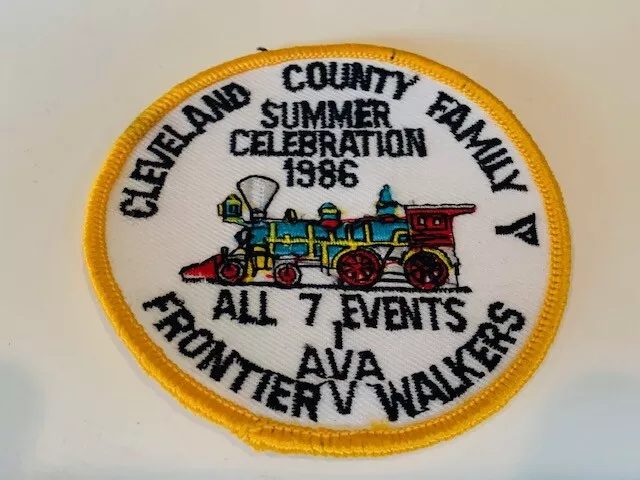 CLEVELAND COUNTY FAMILY Y
SUMMER
CELEBRATION
1986
ALL 7 EVENTS
I
AVA
V
FRONTIER WALKERS